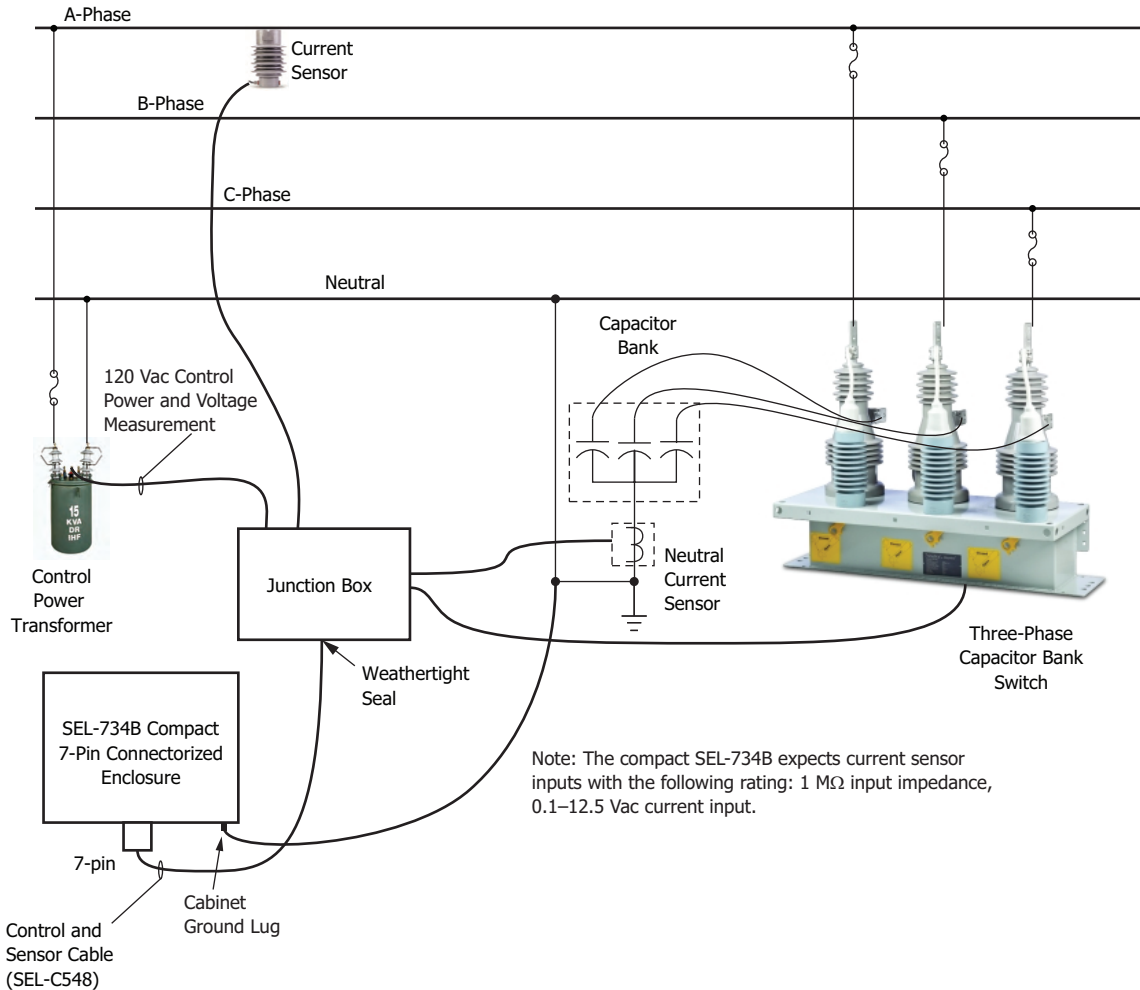 A-Phase
Current
Sensor
B-Phase
C-Phase
Neutral
Capacitor
Bank
120 Vac Control
Power and Voltage
Measurement
15
KVA
DR
IHF
Control
Power
Transformer
Junction Box
Neutral
Current
Sensor
Three-Phase
Capacitor Bank
Switch
Weathertight
Seal
SEL-734B Compact
7-Pin Connectorized
Enclosure
Note: The compact SEL-734B expects current sensor
inputs with the following rating: 1 MΩ input impedance,
0.1–12.5 Vac current input.
7-pin
Cabinet
Ground Lug
Control and
Sensor Cable
(SEL-C548)